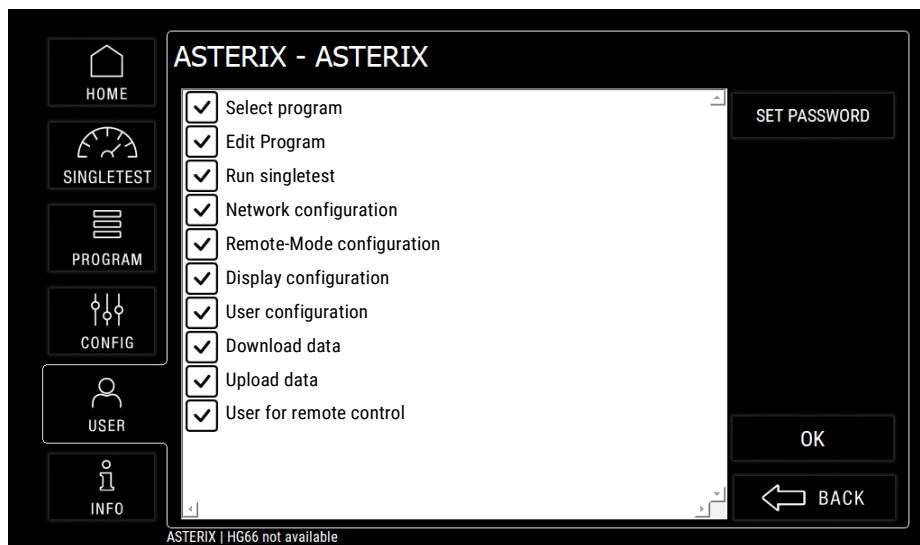 ASTERIX - ASTERIX
HOME
SINGLETEST
PROGRAM
CONFIG
USER
INFO
Select program
Edit Program
Run singletest
Network configuration
Remote-Mode configuration
Display configuration
User configuration
Download data
Upload data
User for remote control
SET PASSWORD
OK
BACK
ASTERIX | HG66 not available